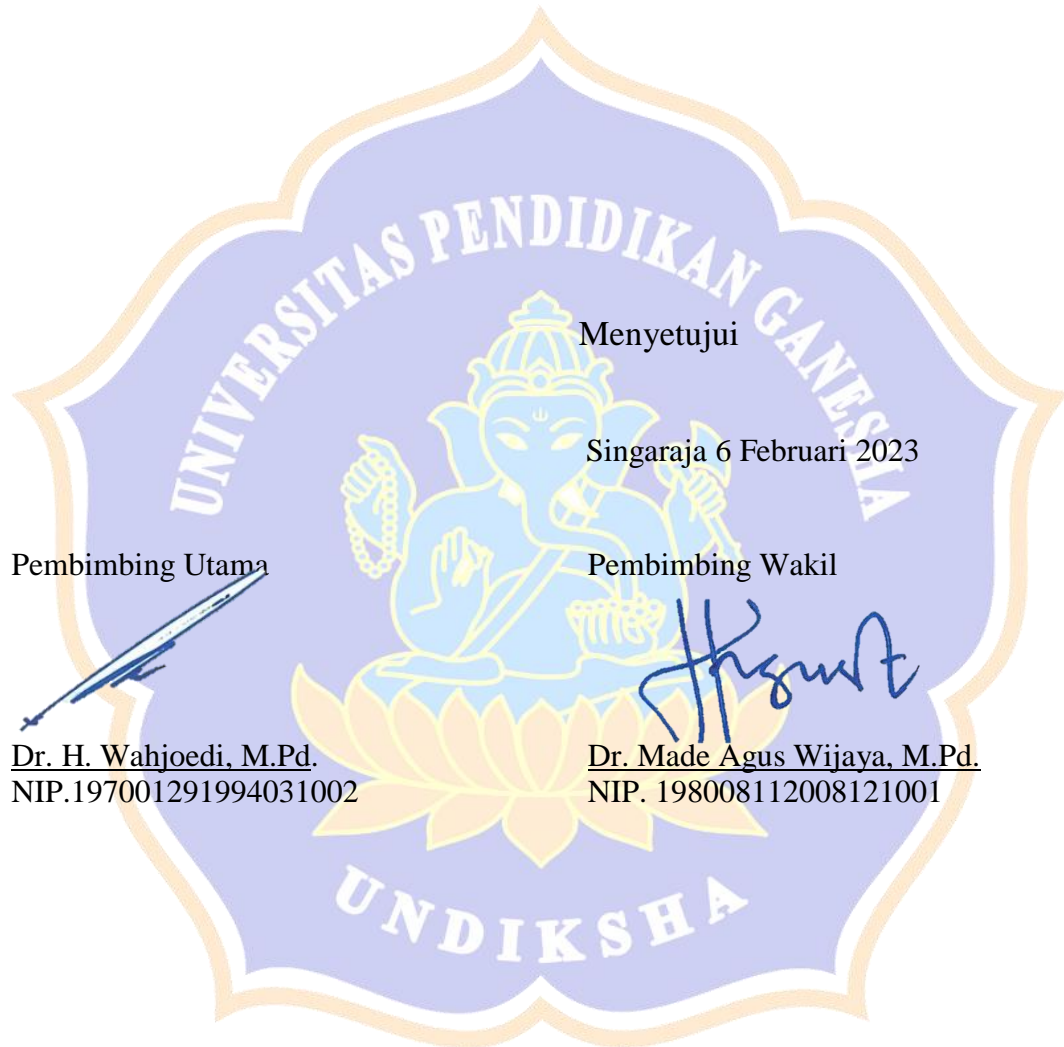 UNIVERSITAS PENDIDIKAN GANESHA
Menyetujui
Singaraja 6 Februari 2023
Pembimbing Utama
Pembimbing Wakil
Dr. H. Wahjoedi, M.Pd.
Dr. Made Agus Wijaya, M.Pd.
NIP.197001291994031002
NIP. 198008112008121001
UNDIKSHA